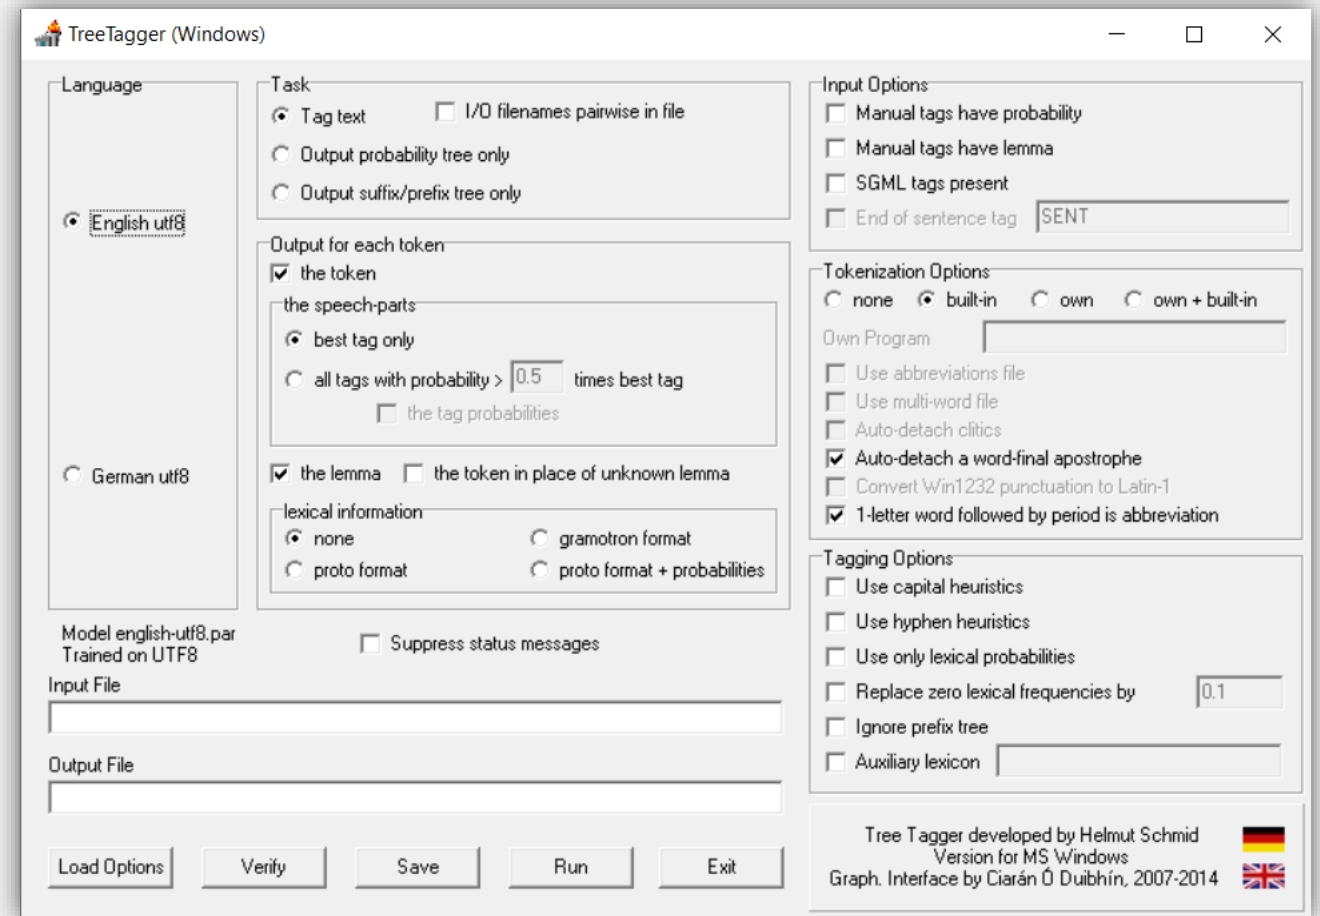 TreeTagger (Windows)
Language
English utf8
German utf8
Task
Tag text
I/O filenames pairwise in file
Output probability tree only
Output suffix/prefix tree only
Output for each token
the token
the speech-parts
best tag only
all tags with probability > 0.5 times best tag
the tag probabilities
the lemma
the token in place of unknown lemma
lexical information
none
gramotron format
proto format
proto format + probabilities
Input Options
Manual tags have probability
Manual tags have lemma
SGML tags present
End of sentence tag SENT
Tokenization Options
none built-in own own + built-in
Own Program
Use abbreviations file
Use multi-word file
Auto-detach clitics
Auto-detach a word-final apostrophe
Convert Win1232 punctuation to Latin-1
1-letter word followed by period is abbreviation
Tagging Options
Use capital heuristics
Use hyphen heuristics
Use only lexical probabilities
Replace zero lexical frequencies by 0.1
Ignore prefix tree
Auxiliary lexicon
Model english-utf8.par
Trained on UTF8
Suppress status messages
Input File
Output File
Load Options Verify Save Run Exit
Tree Tagger developed by Helmut Schmid
Version for MS Windows
Graph. Interface by Ciarán Ó Duibhín, 2007-2014